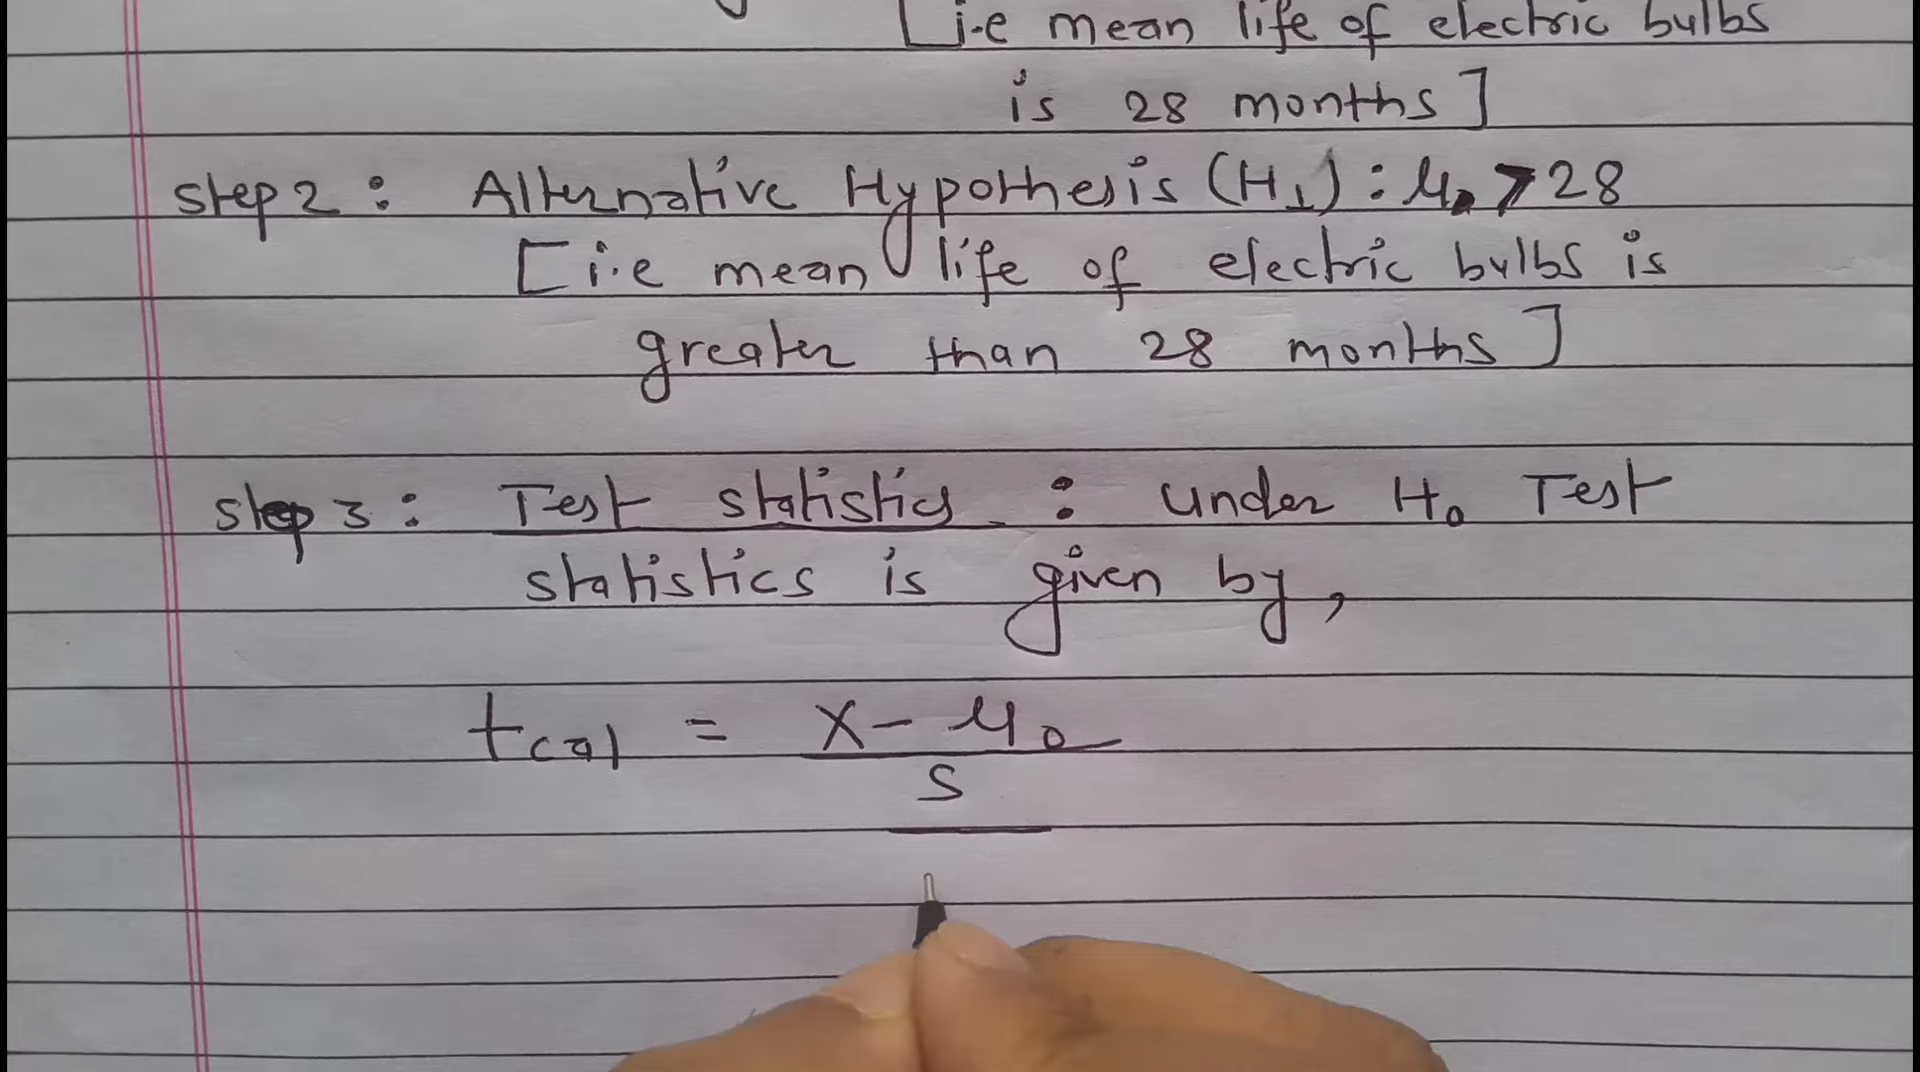 [i.e mean life of electric bulbs
is 28 months]
step 2 : Alternative Hypothesis (H₁) : μ > 28
[i.e mean life of electric bulbs is
greater than 28 months]
step 3 : Test statistics : under H₀ Test
statistics is given by,
tcal = x - μ₀
s